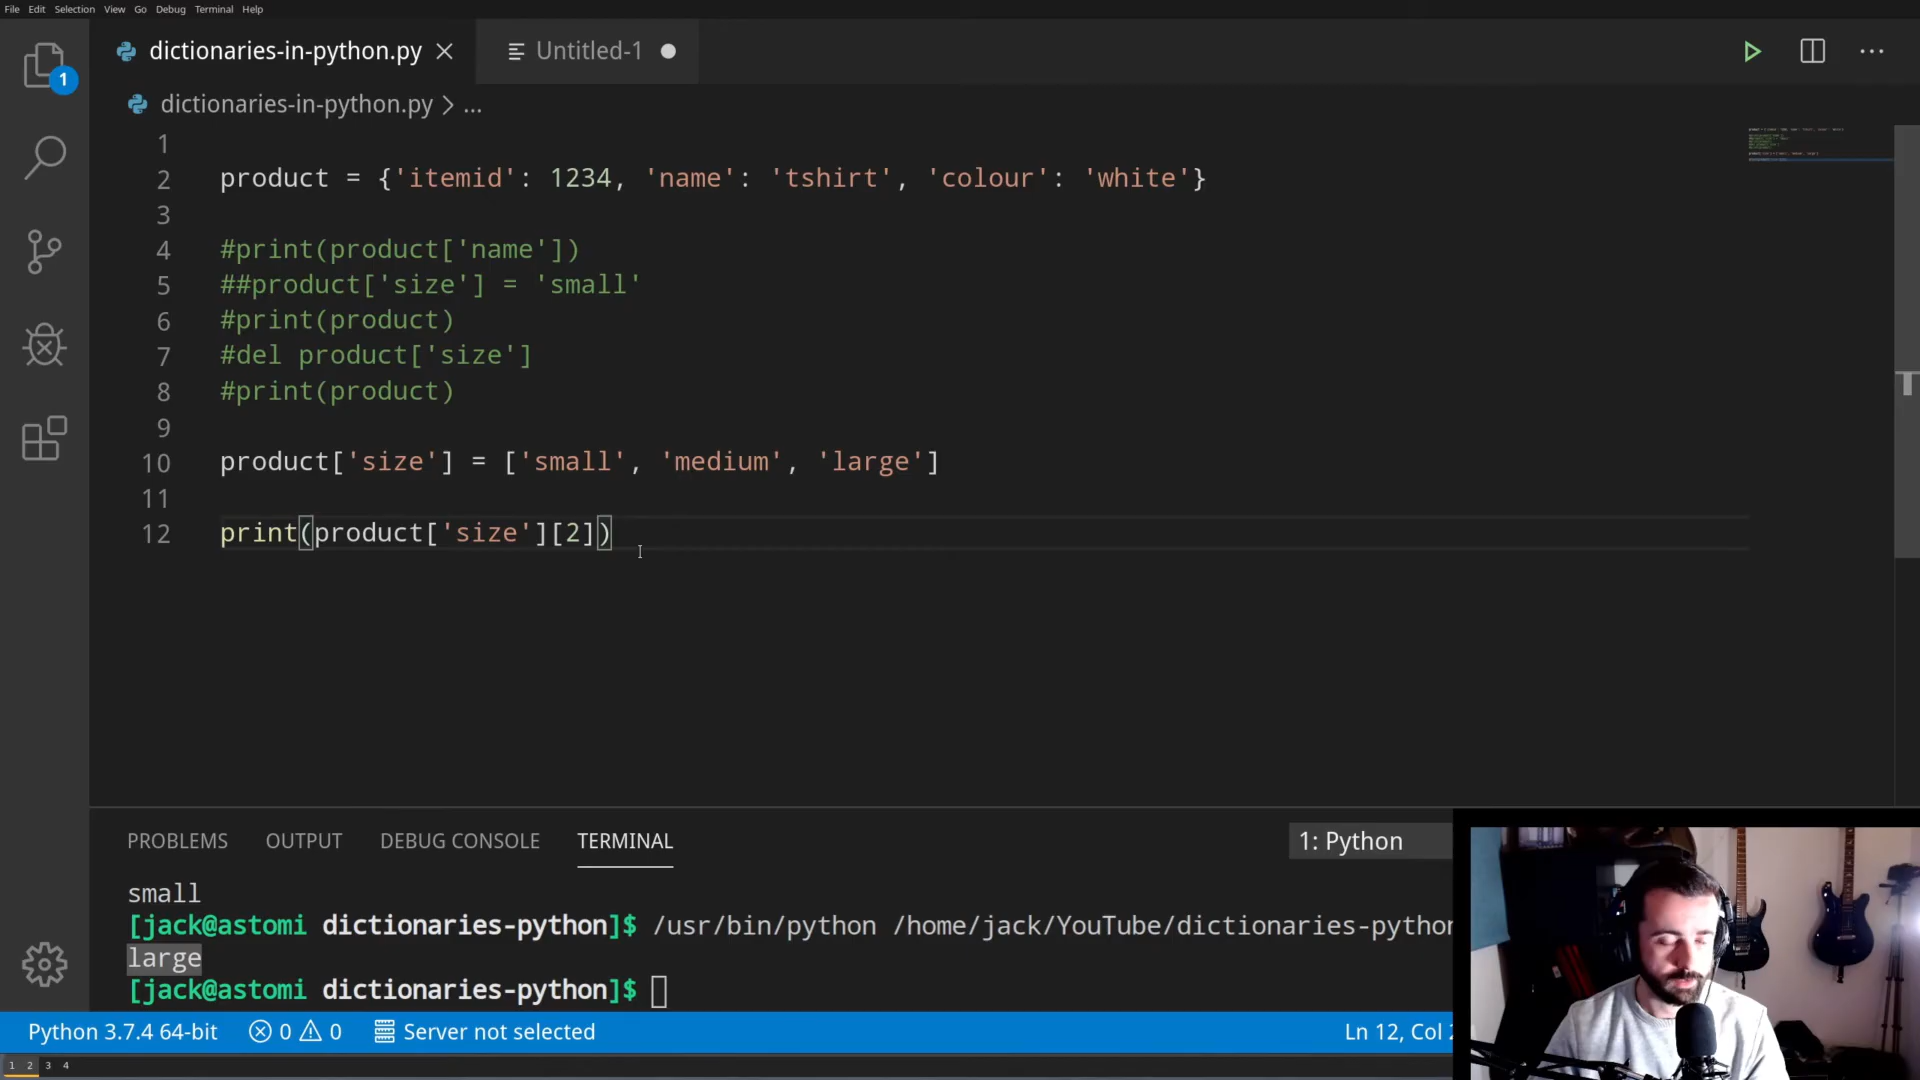 File Edit Selection View Go Debug Terminal Help
dictionaries-in-python.py Untitled-1
1
dictionaries-in-python.py > ...
1
2 product = {'itemid': 1234, 'name': 'tshirt', 'colour': 'white'}
3
4 #print(product['name'])
5 ##product['size'] = 'small'
6 #print(product)
7 #del product['size']
8 #print(product)
9
10 product['size'] = ['small', 'medium', 'large']
11
12 print(product['size'][2])
PROBLEMS OUTPUT DEBUG CONSOLE TERMINAL 1: Python
small
[jack@astomi dictionaries-python]$ /usr/bin/python /home/jack/YouTube/dictionaries-python
large
[jack@astomi dictionaries-python]$
Python 3.7.4 64-bit 0 0 Server not selected Ln 12, Col
1 2 3 4